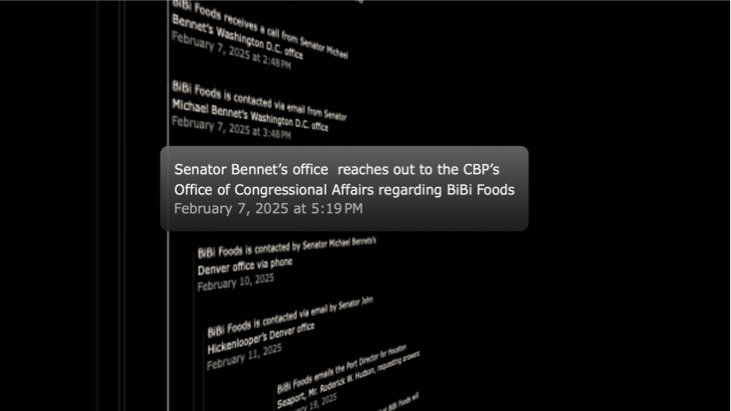 BiBi Foods receives a call from Senator Michael
Bennet's Washington D.C. office
February 7, 2025 at 2:48 PM
BiBi Foods is contacted via email from Senator
Michael Bennet's Washington D.C. office
February 7, 2025 at 3:48 PM
Senator Bennet's office  reaches out to the CBP's
Office of Congressional Affairs regarding BiBi Foods
February 7, 2025 at 5:19 PM
BiBi Foods is contacted by Senator Michael Bennets's
Denver office via phone
February 10, 2025
BiBi Foods is contacted via email by Senator John
Hickenlooper's Denver office
February 11, 2025
BiBi Foods emails the Port Director for Houston
Seaport, Mr. Roderick W. Hudson, requesting answers
19, 2025
BiBi Foods will